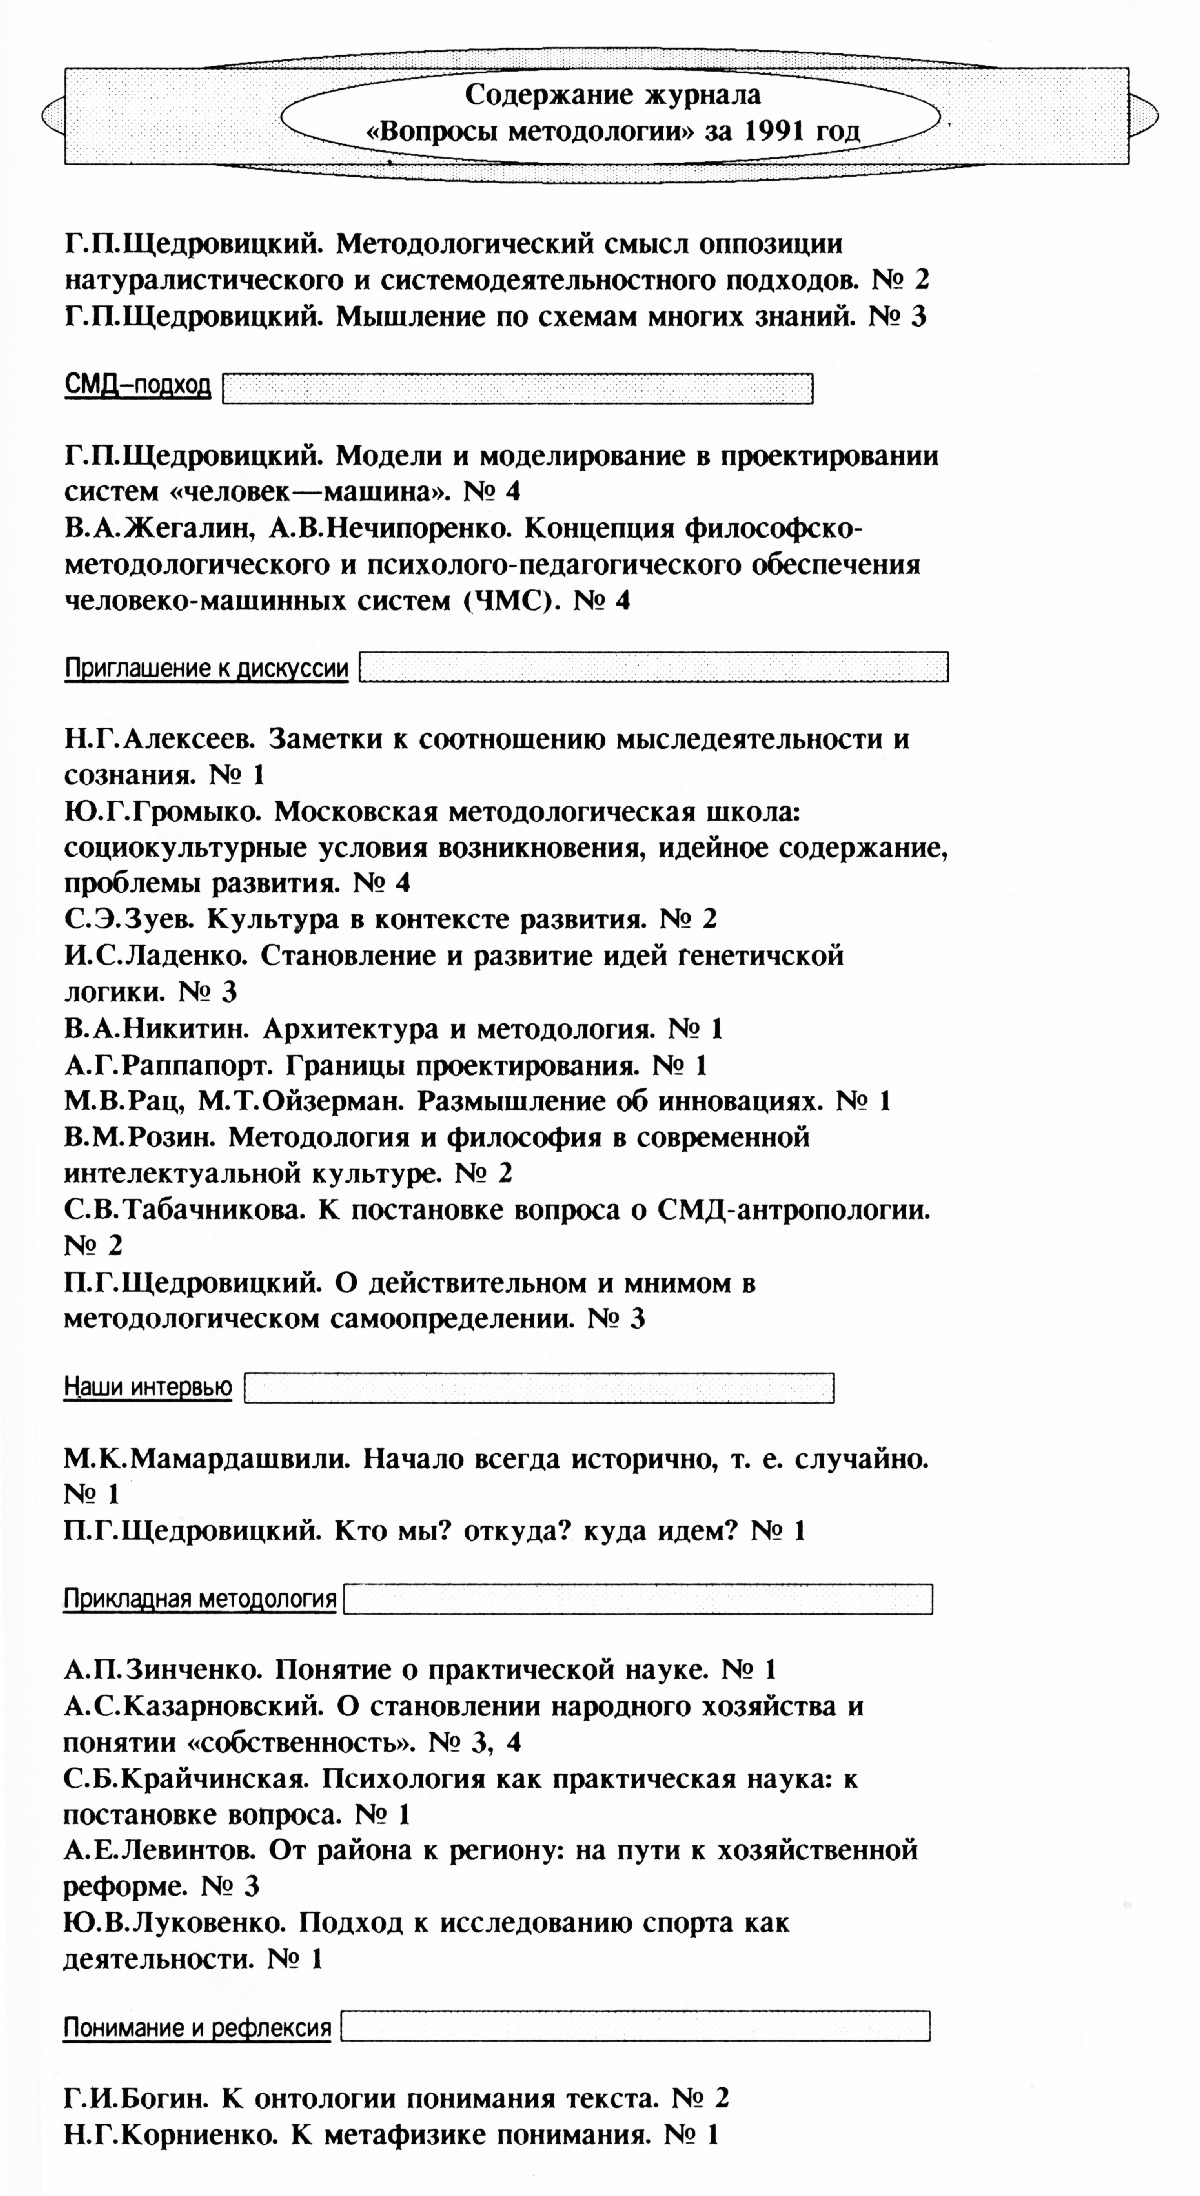 Содержание журнала
«Вопросы методологии» за 1991 год
Г.П.Щедровицкий. Методологический смысл оппозиции
натуралистического и системодеятельностного подходов. № 2
Г.П.Щедровицкий. Мышление по схемам многих знаний. № 3
СМД–подход
Г.П.Щедровицкий. Модели и моделирование в проектировании
систем «человек—машина». № 4
В.А.Жегалин, А.В.Нечипоренко. Концепция философско-
методологического и психолого-педагогического обеспечения
человеко-машинных систем (ЧМС). № 4
Приглашение к дискуссии
Н.Г.Алексеев. Заметки к соотношению мыследеятельности и
сознания. № 1
Ю.Г.Громыко. Московская методологическая школа:
социокультурные условия возникновения, идейное содержание,
проблемы развития. № 4
С.Э.Зуев. Культура в контексте развития. № 2
И.С.Ладенко. Становление и развитие идей генетичской
логики. № 3
В.А.Никитин. Архитектура и методология. № 1
А.Г.Раппапорт. Границы проектирования. № 1
М.В.Рац, М.Т.Ойзерман. Размышление об инновациях. № 1
В.М.Розин. Методология и философия в современной
интелектуальной культуре. № 2
С.В.Табачникова. К постановке вопроса о СМД-антропологии.
№ 2
П.Г.Щедровицкий. О действительном и мнимом в
методологическом самоопределении. № 3
Наши интервью
М.К.Мамардашвили. Начало всегда исторично, т. е. случайно.
№ 1
П.Г.Щедровицкий. Кто мы? откуда? куда идем? № 1
Прикладная методология
А.П.Зинченко. Понятие о практической науке. № 1
А.С.Казарновский. О становлении народного хозяйства и
понятии «собственность». № 3, 4
С.Б.Крайчинская. Психология как практическая наука: к
постановке вопроса. № 1
А.Е.Левинтов. От района к региону: на пути к хозяйственной
реформе. № 3
Ю.В.Луковенко. Подход к исследованию спорта как
деятельности. № 1
Понимание и рефлексия
Г.И.Богин. К онтологии понимания текста. № 2
Н.Г.Корниенко. К метафизике понимания. № 1